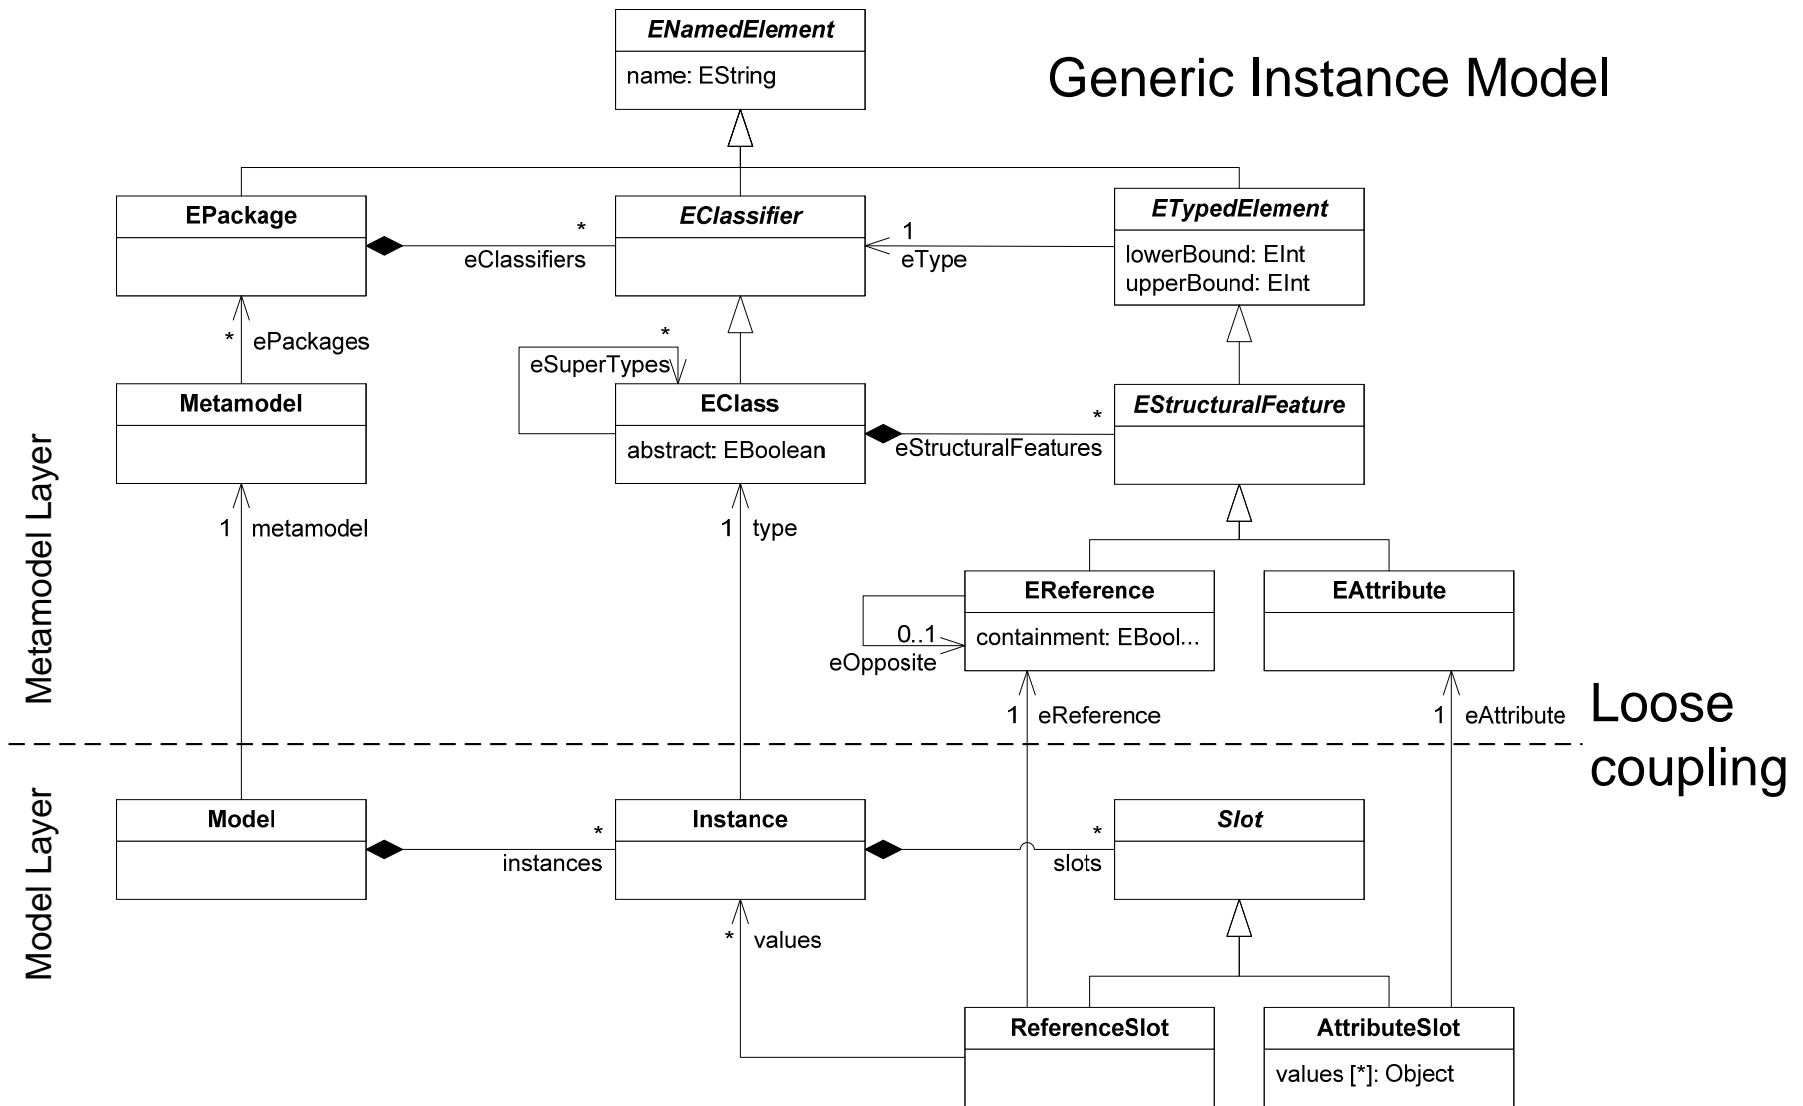 ENamedElement
name: EString
Generic Instance Model
EPackage
EClassifier
ETypedElement
lowerBound: EInt
upperBound: EInt
*
eClassifiers
1
eType
*
ePackages
*
eSuperTypes
Metamodel
EClass
abstract: EBoolean
EStructuralFeature
*
eStructuralFeatures
Metamodel Layer
1
metamodel
1
type
EReference
containment: EBool...
EAttribute
0..1
eOpposite
1
eReference
1
eAttribute
Loose
coupling
Model Layer
Model
Instance
Slot
*
instances
*
slots
*
values
ReferenceSlot
AttributeSlot
values [*]: Object